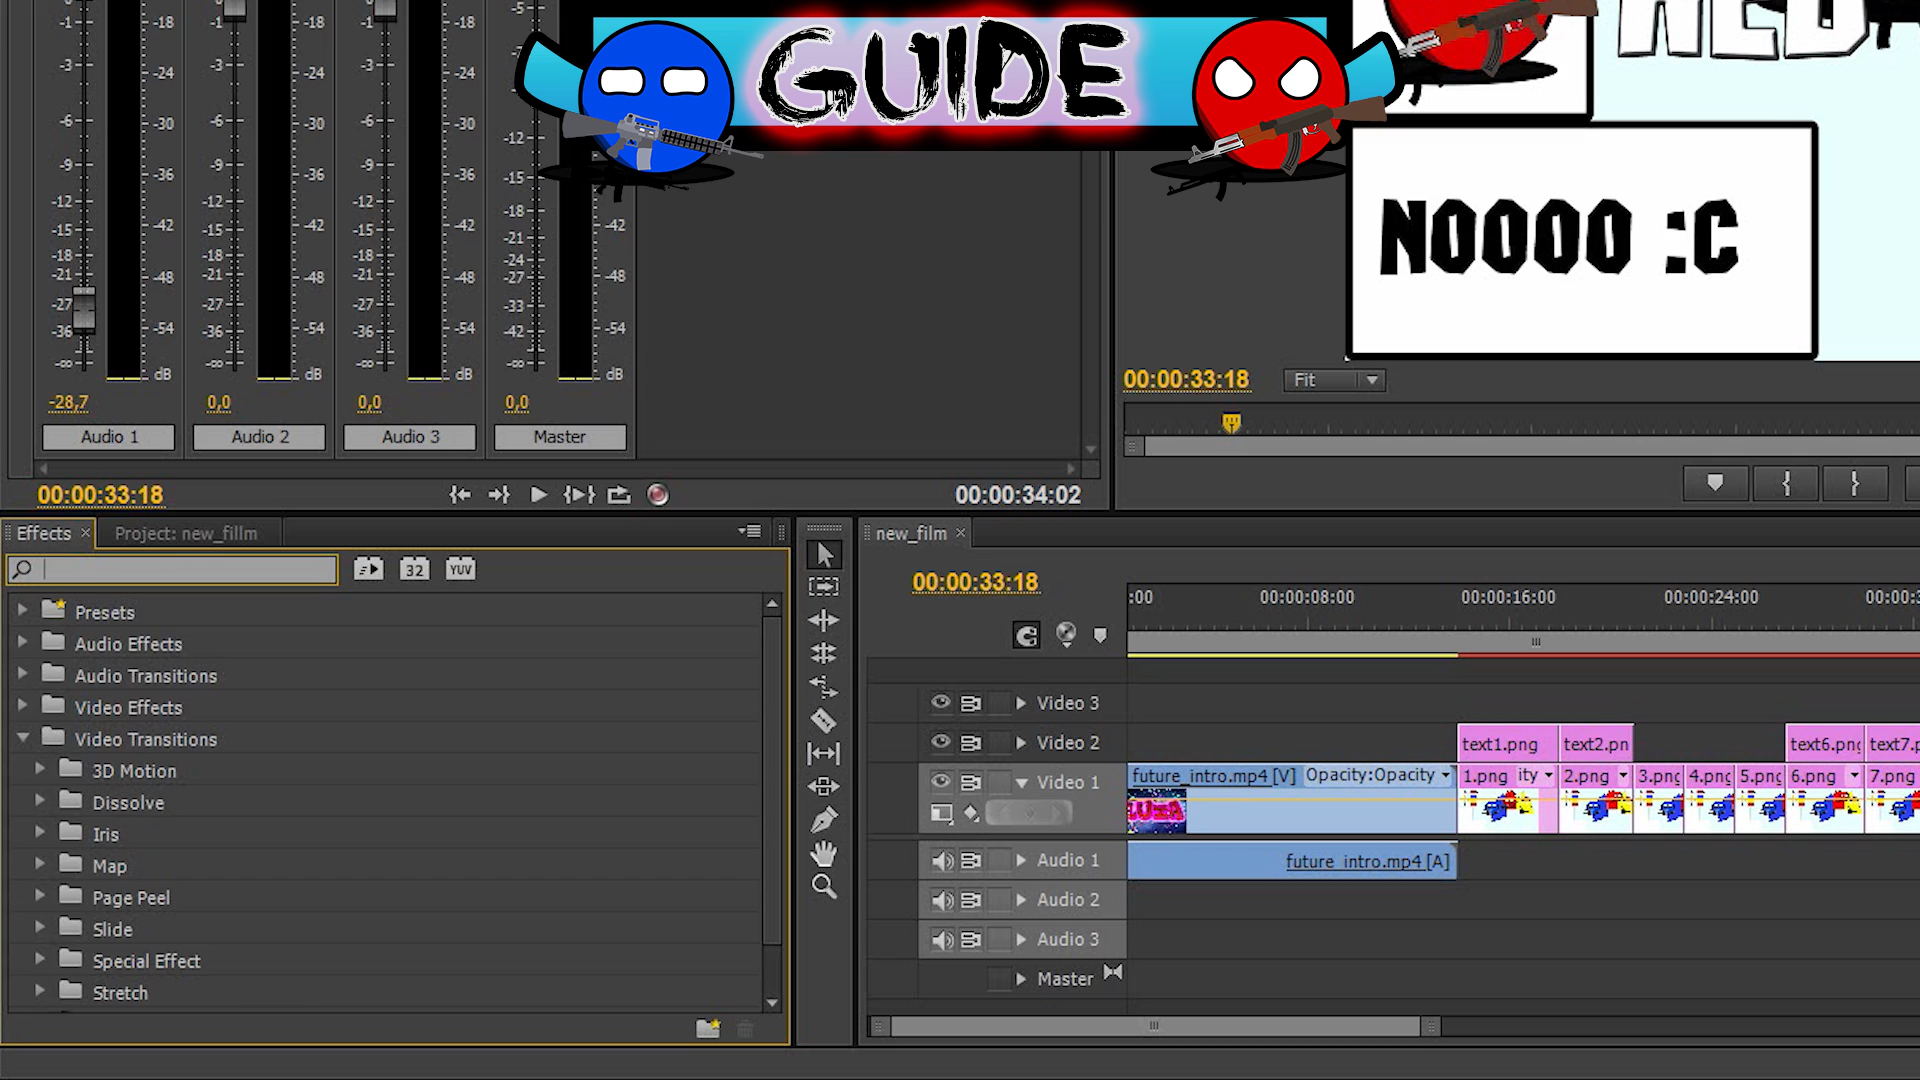 GUIDE
NOOOO :C
-1 -18 -1 -18 -1 -18 -5
-3 -24 -3 -24 -3 -24
-6 -30 -6 -30 -6 -30 -12
-9 -36 -9 -36 -9 -36 -15
-12 -42 -12 -42 -12 -42 -18 -42
-15 -15 -15 -21
-18 -48 -18 -48 -18 -48 -24 -48
-21 -21 -21 -27
-27 -54 -27 -54 -27 -54 -33 -54
-36 -36 -36 -42
-∞ dB -∞ dB -∞ dB -∞ dB
-28,7 0,0 0,0 0,0
Audio 1 Audio 2 Audio 3 Master
00:00:33:18 00:00:34:02
00:00:33:18 Fit
Effects × Project: new_fillm
32 YUV
Presets
Audio Effects
Audio Transitions
Video Effects
Video Transitions
3D Motion
Dissolve
Iris
Map
Page Peel
Slide
Special Effect
Stretch
new_film ×
00:00:33:18
:00 00:00:08:00 00:00:16:00 00:00:24:00 00:00:3
Video 3
Video 2 text1.png text2.pn text6.png text7.p
Video 1 future_intro.mp4 [V] Opacity:Opacity 1.png ity 2.png 3.png 4.png 5.png 6.png 7.png
Audio 1 future_intro.mp4 [A]
Audio 2
Audio 3
Master